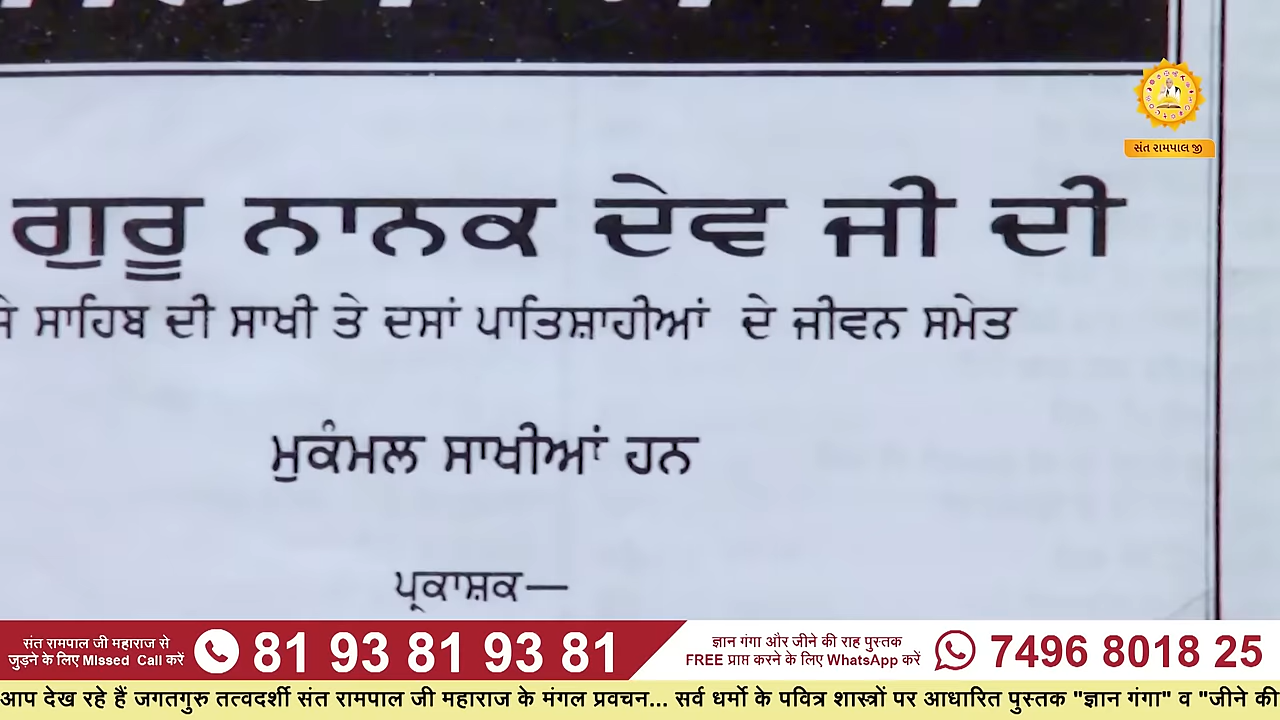 સંત રામપાલ જી
ਗੁਰੂ ਨਾਨਕ ਦੇਵ ਜੀ ਦੀ
ਸਾਹਿਬ ਦੀ ਸਾਖੀ ਤੇ ਦਸਾਂ ਪਾਤਿਸ਼ਾਹੀਆਂ ਦੇ ਜੀਵਨ ਸਮੇਤ
ਮੁਕੰਮਲ ਸਾਖੀਆਂ ਹਨ
ਪ੍ਰਕਾਸ਼ਕ—
संत रामपाल जी महाराज से
जुड़ने के लिए Missed Call करें
81 93 81 93 81
ज्ञान गंगा और जीने की राह पुस्तक
FREE प्राप्त करने के लिए WhatsApp करें
7496 8018 25
आप देख रहे हैं जगतगुरु तत्वदर्शी संत रामपाल जी महाराज के मंगल प्रवचन... सर्व धर्मो के पवित्र शास्त्रों पर आधारित पुस्तक "ज्ञान गंगा" व "जीने की